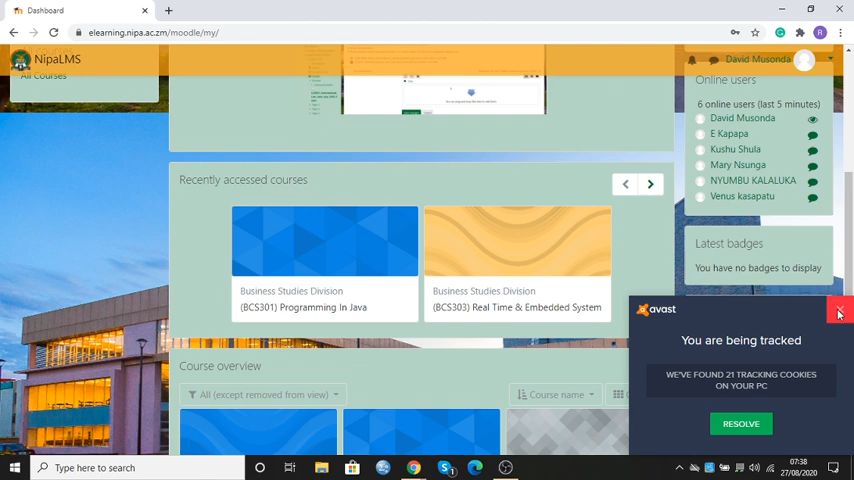 Dashboard
elearning.nipa.ac.zm/moodle/my/
R
NipaLMS
David Musonda
All Courses
Online users
6 online users (last 5 minutes)
David Musonda
E Kapapa
Kushu Shula
Mary Nsunga
NYUMBU KALALUKA
Venus kasapatu
Recently accessed courses
Business Studies Division
(BCS301) Programming In Java
Business Studies Division
(BCS303) Real Time & Embedded System
Latest badges
You have no badges to display
avast
You are being tracked
WE'VE FOUND 21 TRACKING COOKIES
ON YOUR PC
RESOLVE
Course overview
All (except removed from view)
Course name
Type here to search
07:38
27/08/2020